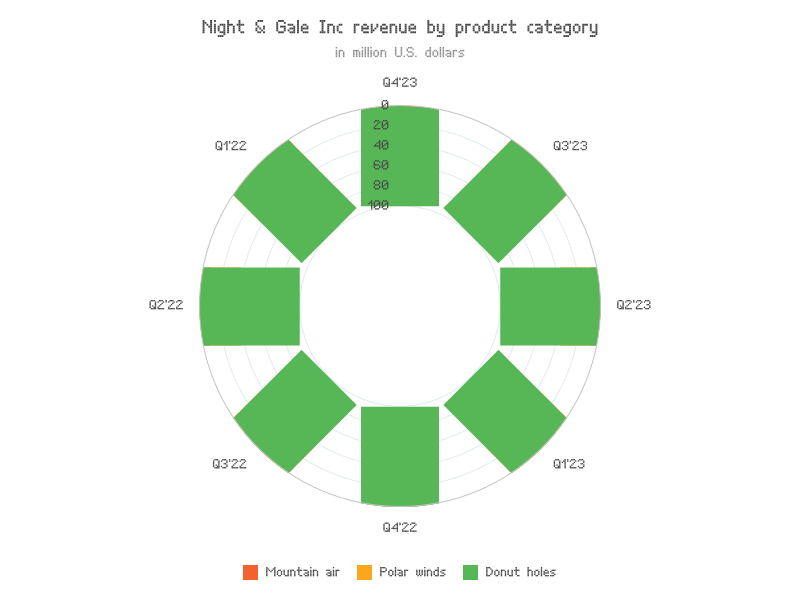 Night & Gale Inc revenue by product category
in million U.S. dollars
Q4'23
0
20
40
60
80
100
Q1'22
Q3'23
Q2'22
Q2'23
Q3'22
Q1'23
Q4'22
Mountain air
Polar winds
Donut holes